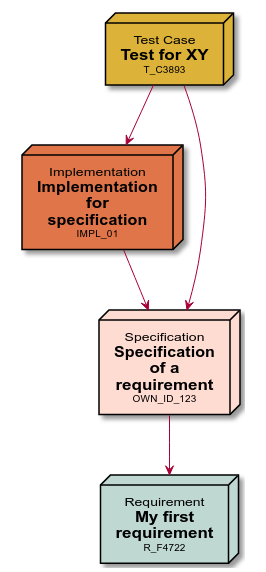 Test Case
Test for XY
T_C3893
Implementation
Implementation
for
specification
IMPL_01
Specification
Specification
of a
requirement
OWN_ID_123
Requirement
My first
requirement
R_F4722